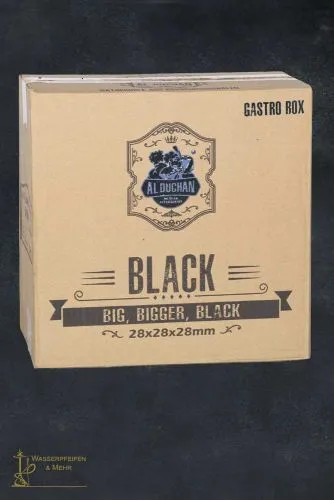 GASTRO BOX
AL DUCHAN
BLACK
BIG, BIGGER, BLACK
28x28x28mm
WASSERPFEIFEN
& MEHR